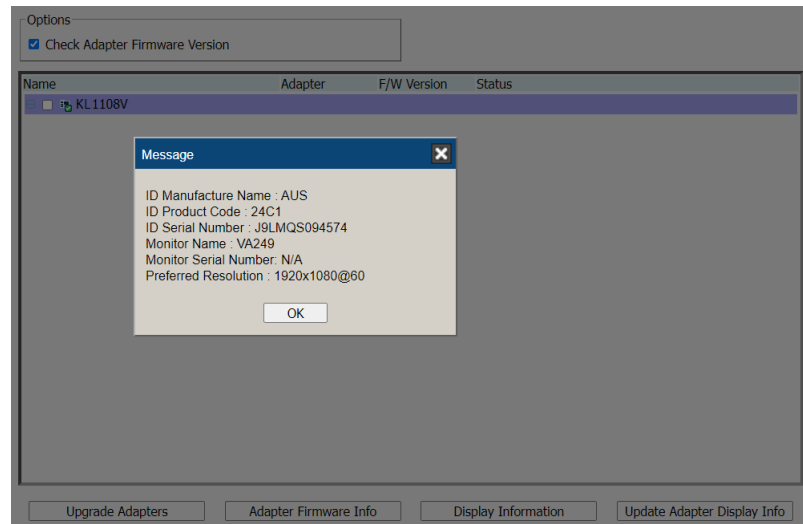 Options
Check Adapter Firmware Version
Name Adapter F/W Version Status
KL1108V
Message
ID Manufacture Name : AUS
ID Product Code : 24C1
ID Serial Number : J9LMQS094574
Monitor Name : VA249
Monitor Serial Number: N/A
Preferred Resolution : 1920x1080@60
OK
Upgrade Adapters Adapter Firmware Info Display Information Update Adapter Display Info